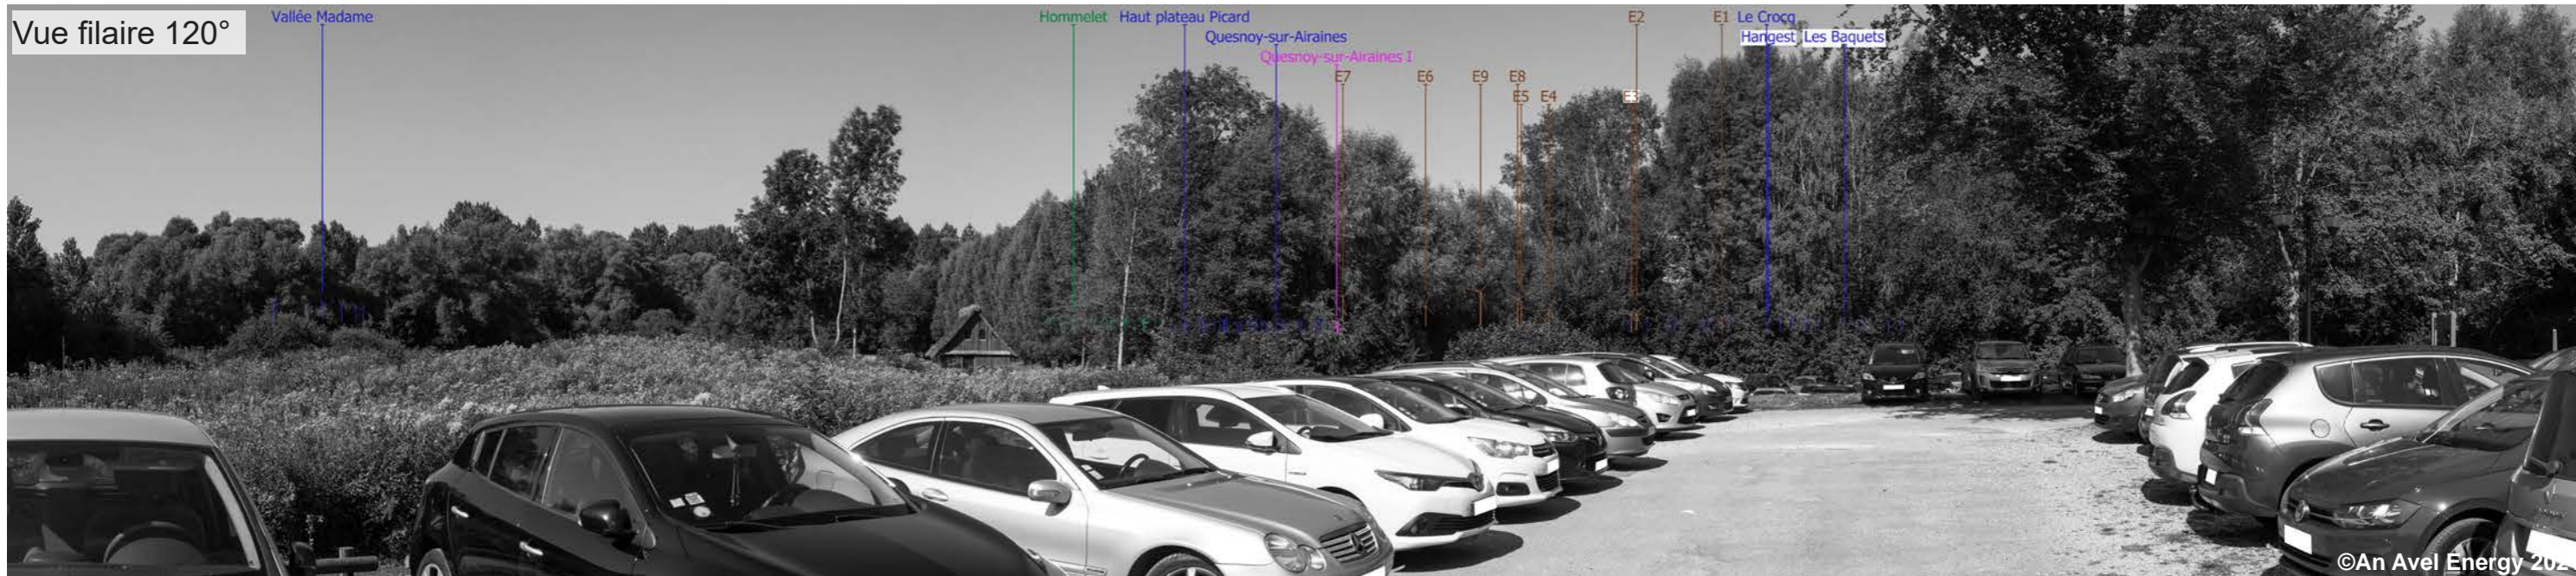 Vallée Madame
Hommelet
Haut plateau Picard
E2
E1
Le Crocq
Vue filaire 120°
Quesnoy-sur-Airaines
Hangest
Les Baquets
Quesnoy-sur-Airaines I
E7
E6
E9
E8
E5
E4
E3
©An Avel Energy